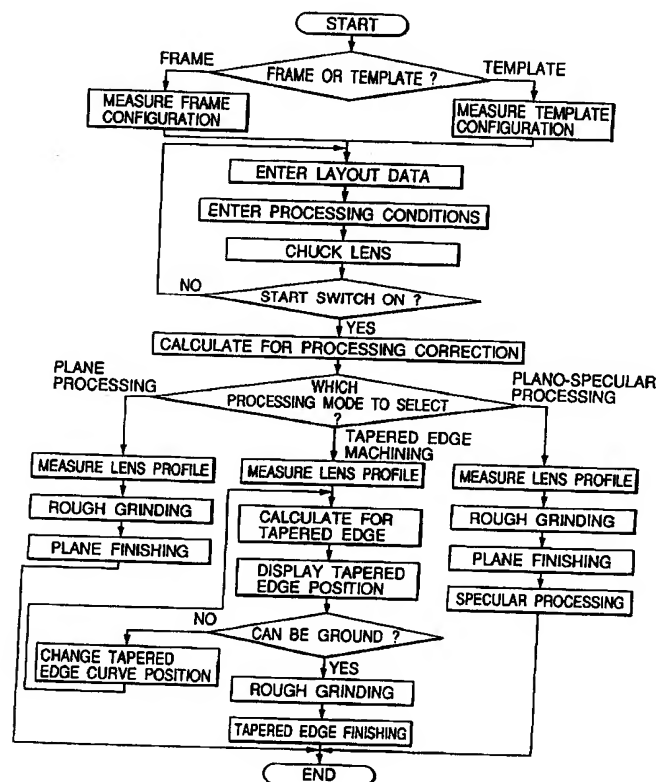 START
FRAME
FRAME OR TEMPLATE ?
TEMPLATE
MEASURE FRAME
CONFIGURATION
MEASURE TEMPLATE
CONFIGURATION
ENTER LAYOUT DATA
ENTER PROCESSING CONDITIONS
CHUCK LENS
NO
START SWITCH ON ?
YES
CALCULATE FOR PROCESSING CORRECTION
PLANE
PROCESSING
WHICH
PROCESSING MODE TO SELECT
?
PLANO-SPECULAR
PROCESSING
TAPERED EDGE
MACHINING
MEASURE LENS PROFILE
ROUGH GRINDING
PLANE FINISHING
MEASURE LENS PROFILE
CALCULATE FOR
TAPERED EDGE
DISPLAY TAPERED
EDGE POSITION
NO
CAN BE GROUND ?
CHANGE TAPERED
EDGE CURVE POSITION
YES
ROUGH GRINDING
TAPERED EDGE FINISHING
MEASURE LENS PROFILE
ROUGH GRINDING
PLANE FINISHING
SPECULAR PROCESSING
END